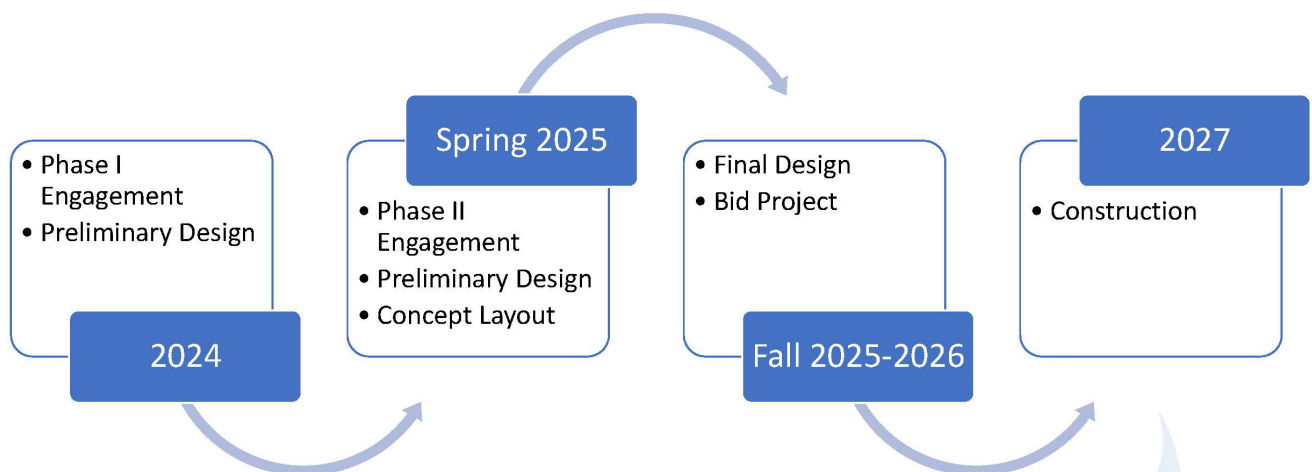 • Phase I
Engagement
• Preliminary Design
2024
Spring 2025
• Phase II
Engagement
• Preliminary Design
• Concept Layout
• Final Design
• Bid Project
Fall 2025-2026
2027
• Construction